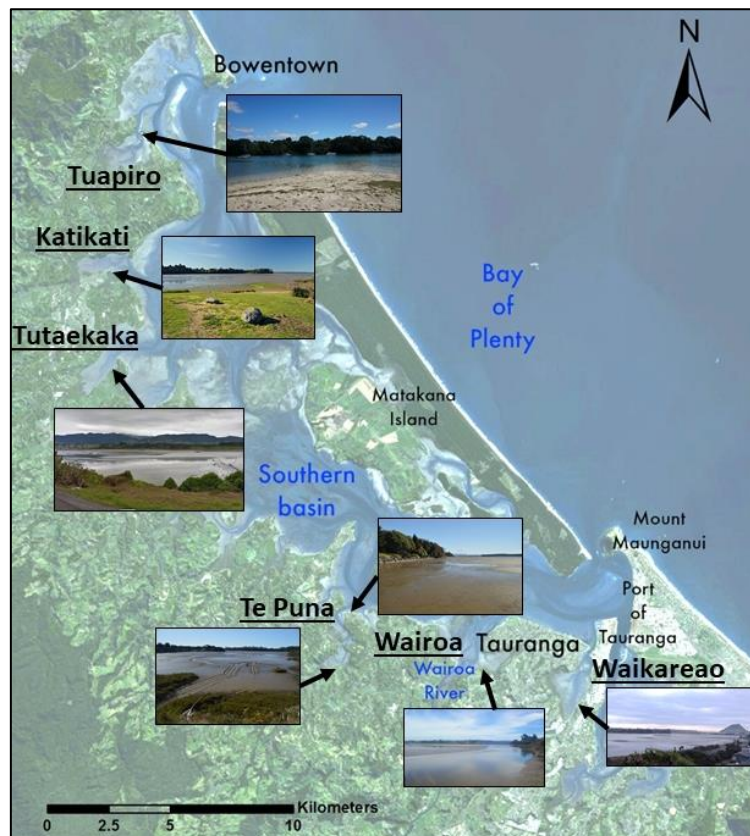 N
Bowentown
Tuapiro
Katikati
Bay
of
Plenty
Tutaekaka
Matakana
Island
Southern
basin
Mount
Maunganui
Port
of
Tauranga
Te Puna
Wairoa
Tauranga
Wairoa
River
Waikareao
Kilometers
0
2.5
5
10